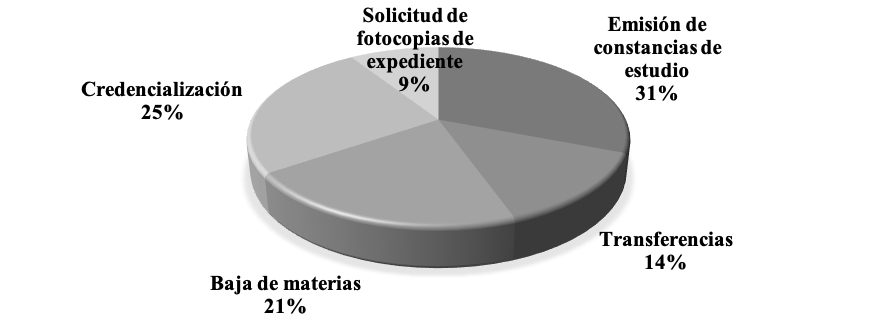 Solicitud de
fotocopias de
expediente
9%
Emisión de
constancias de
estudio
31%
Credencialización
25%
Transferencias
14%
Baja de materias
21%